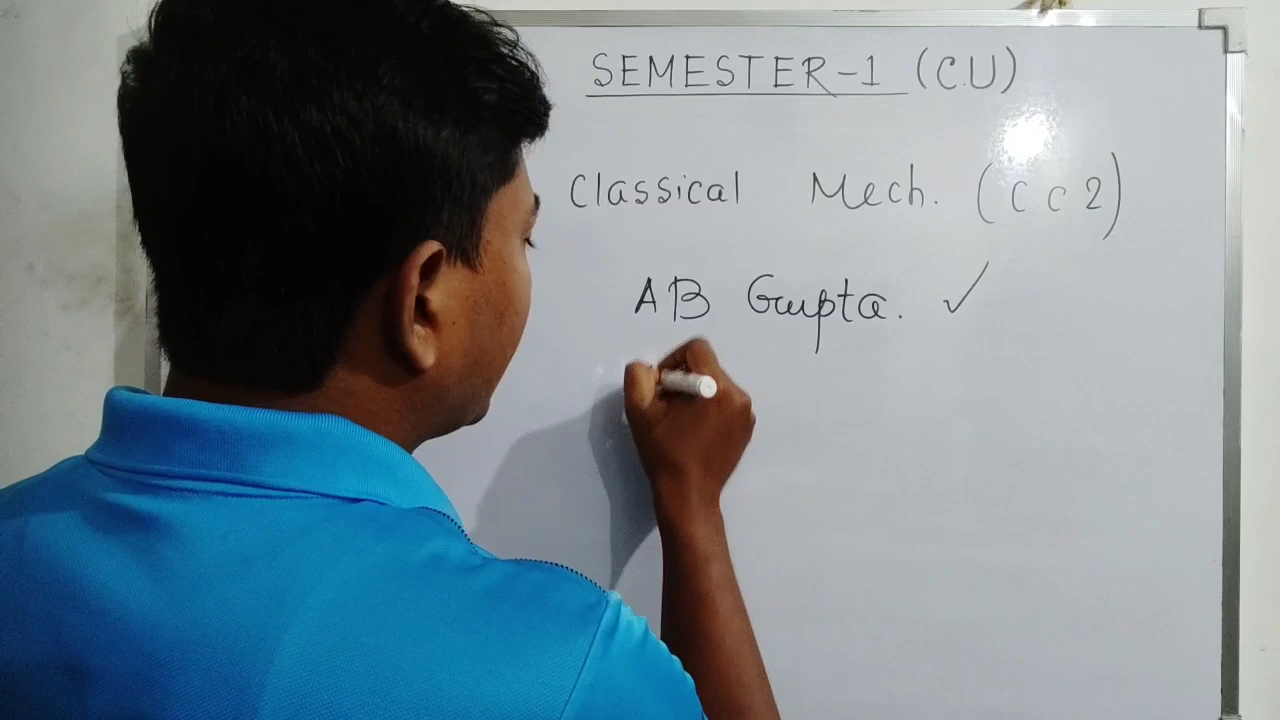 SEMESTER-1 (C.U)
Classical Mech. (CC2)
AB Gupta. ✓